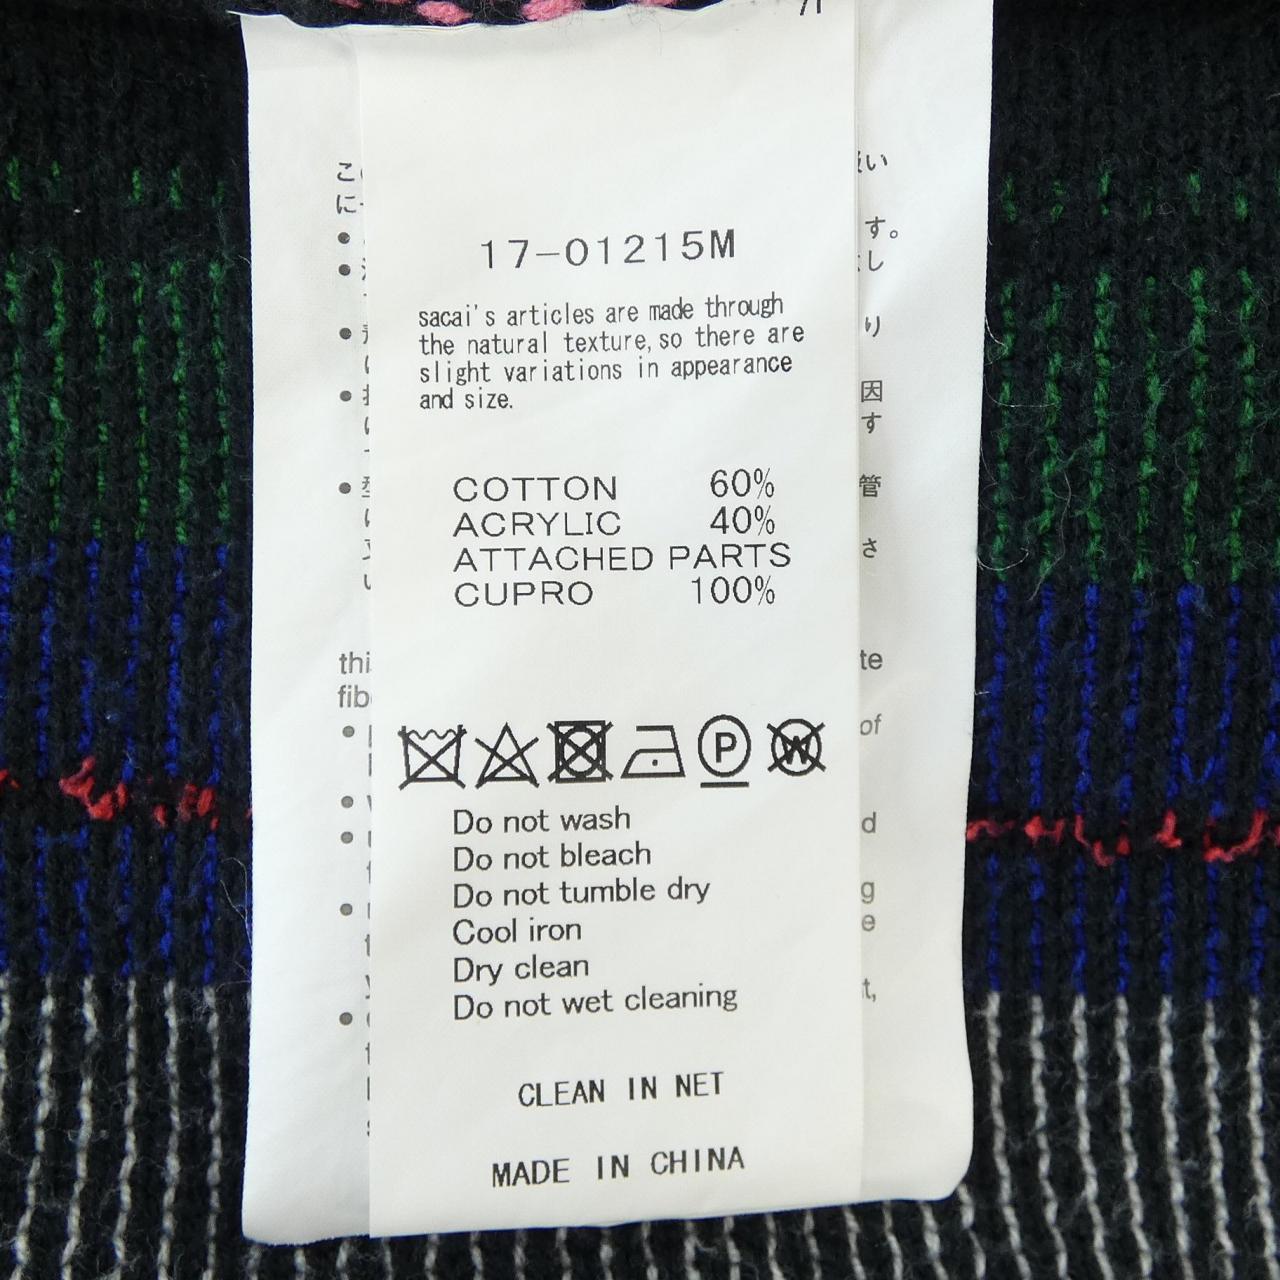 17-01215M
sacai's articles are made through
the natural texture, so there are
slight variations in appearance
and size.
COTTON 60%
ACRYLIC 40%
ATTACHED PARTS
CUPRO 100%
P
W
Do not wash
Do not bleach
Do not tumble dry
Cool iron
Dry clean
Do not wet cleaning
CLEAN IN NET
MADE IN CHINA